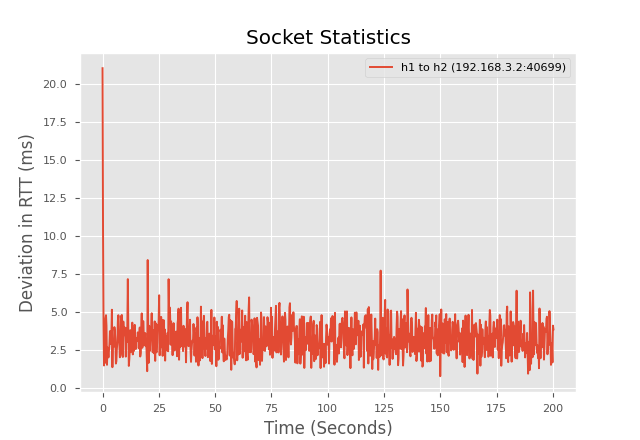 Socket Statistics
h1 to h2 (192.168.3.2:40699)
Deviation in RTT (ms)
20.0
17.5
15.0
12.5
10.0
7.5
5.0
2.5
0.0
0 25 50 75 100 125 150 175 200
Time (Seconds)